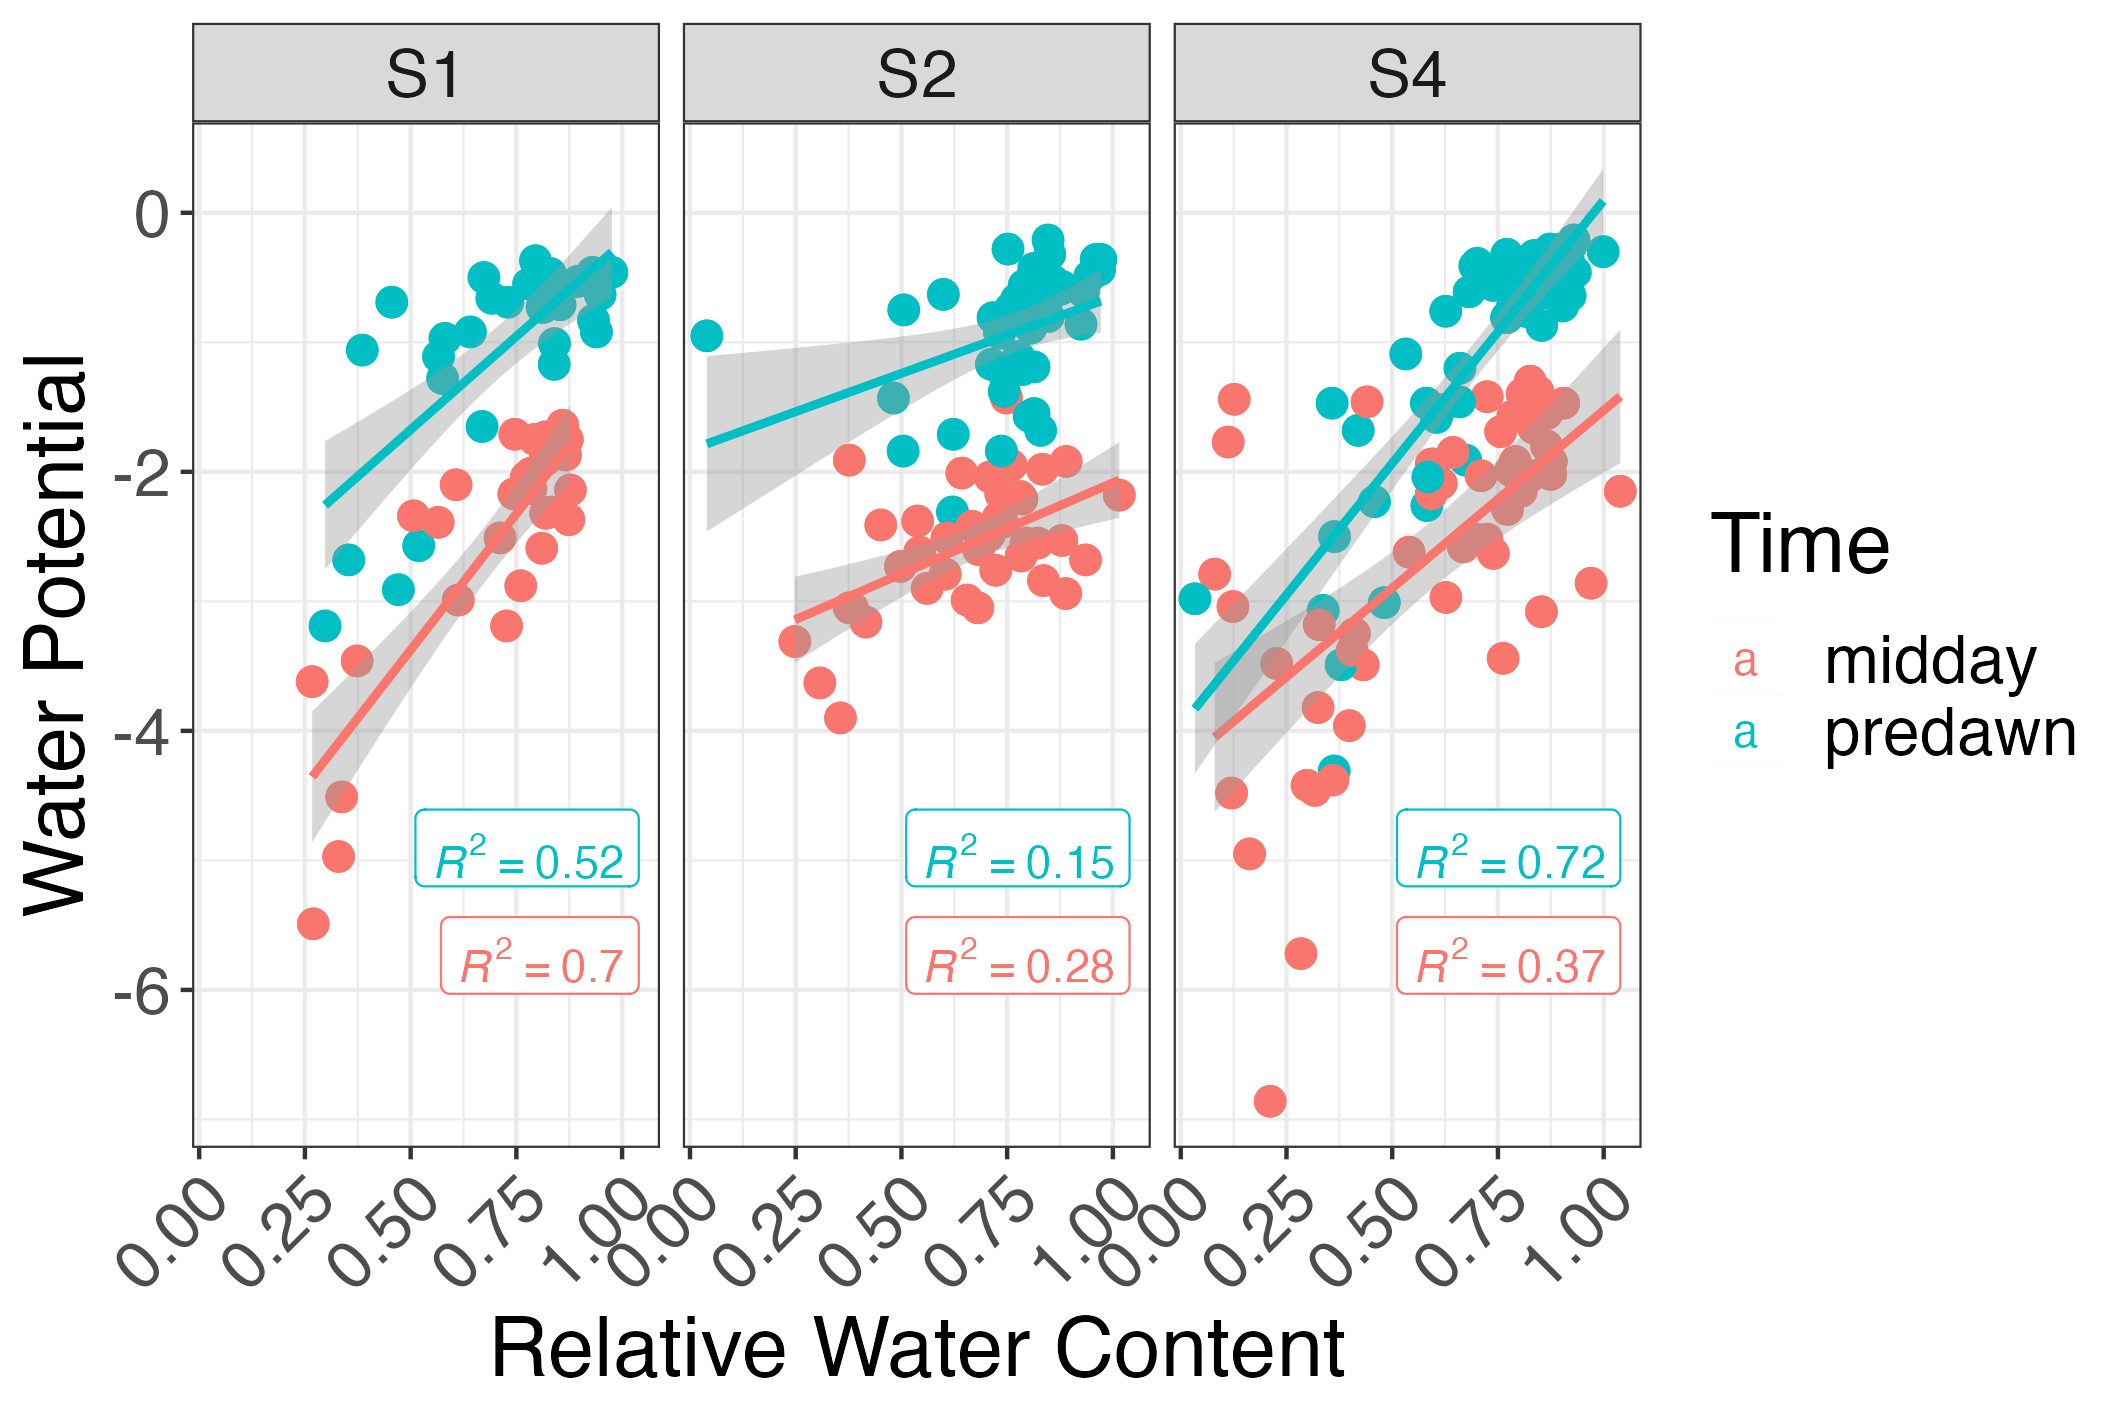 S1 S2 S4
0
-2
-4
-6
Water Potential
R² = 0.52
R² = 0.7
R² = 0.15
R² = 0.28
R² = 0.72
R² = 0.37
0.00 0.25 0.50 0.75 1.00
0.00 0.25 0.50 0.75 1.00
0.00 0.25 0.50 0.75 1.00
Relative Water Content
Time
a midday
a predawn